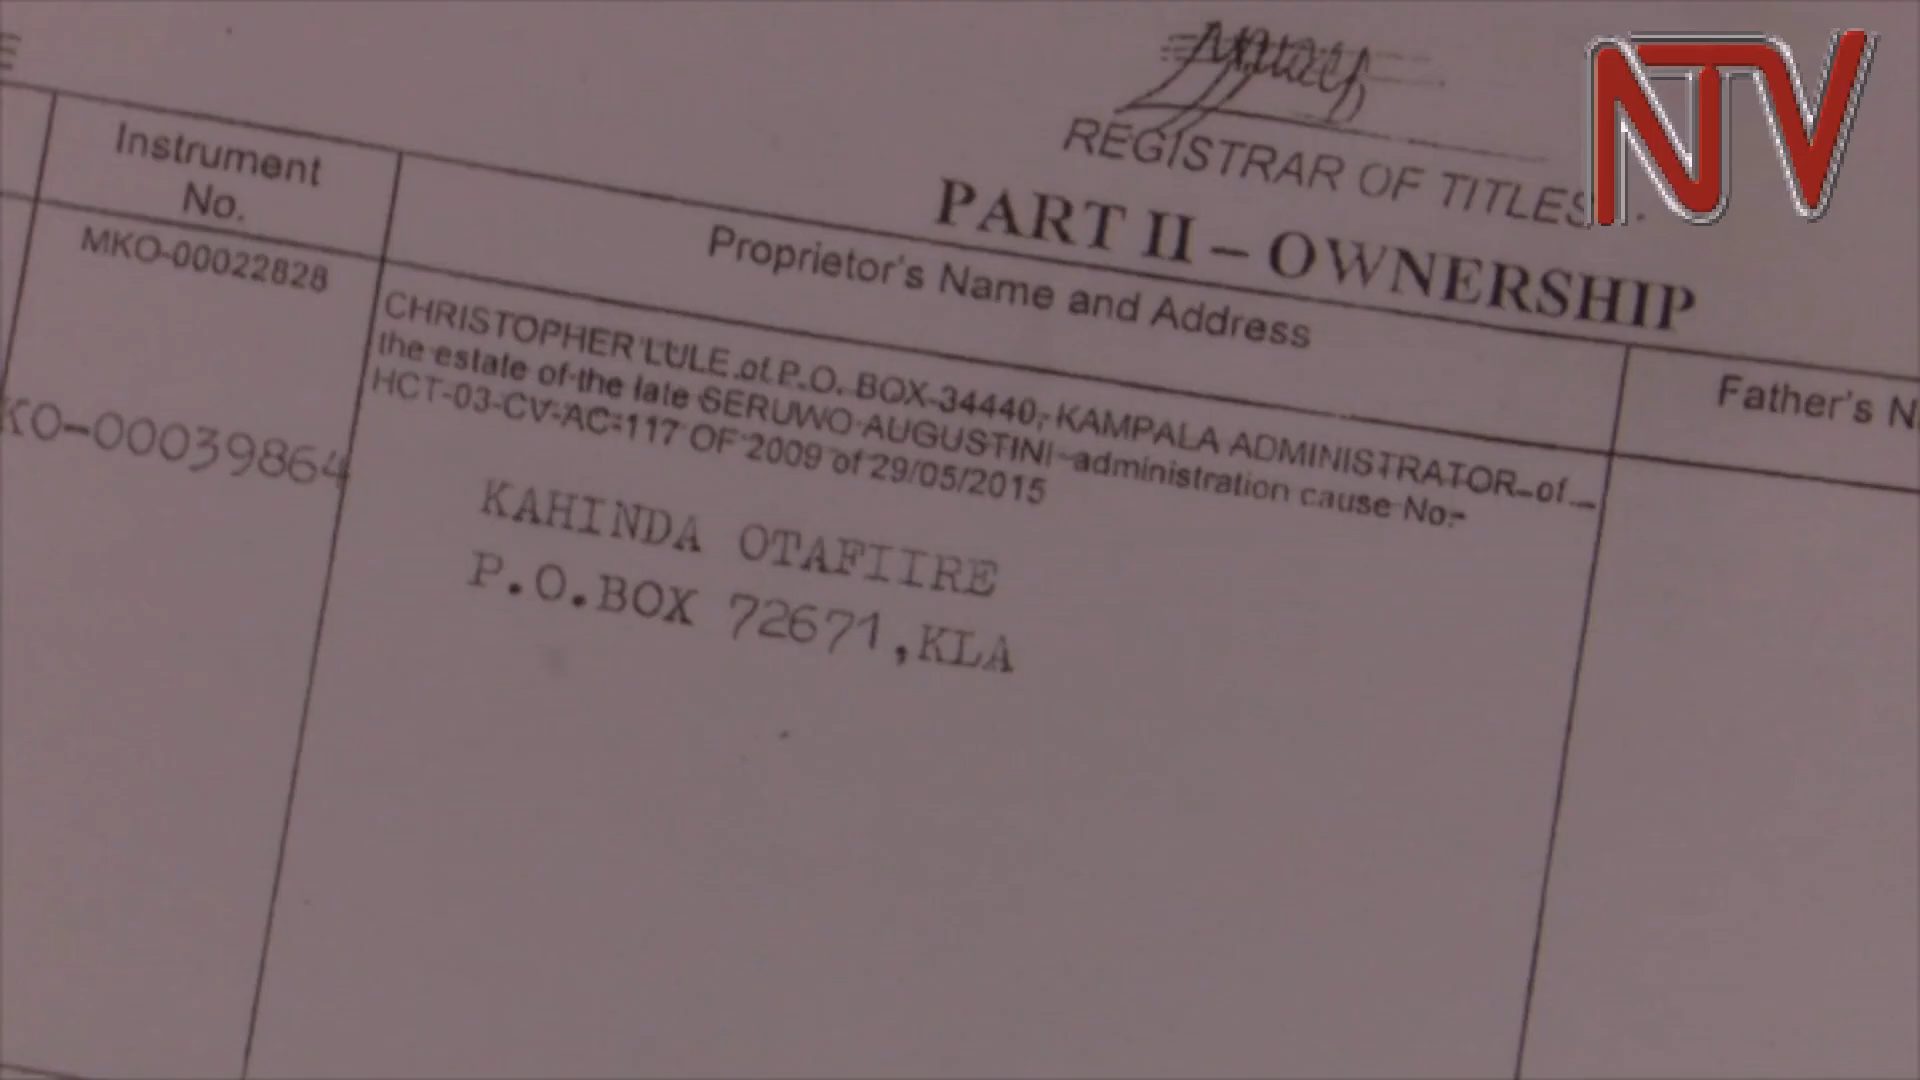 NTV
REGISTRAR OF TITLES
PART II – OWNERSHIP
Instrument
No.
Proprietor's Name and Address
Father's N
MKO-00022828
CHRISTOPHER LULE of P.O. BOX 34440, KAMPALA ADMINISTRATOR of
the estate of the late SERUWO AUGUSTINI administration cause No.
HCT-03-CV-AC-117 OF 2009 of 29/05/2015
KO-00039864
KAHINDA OTAFIIRE
P.O.BOX 72671,KLA